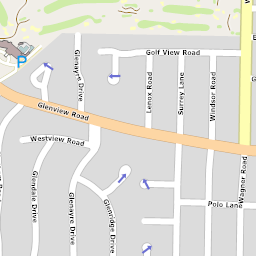 Golf View Road
Glenayre Drive
Lenox Road
Surrey Lane
Windsor Road
P
Glenview Road
Westview Road
Wagner Road
Glendale Drive
Glenayre Drive
Glenridge Drive
Polo Lane